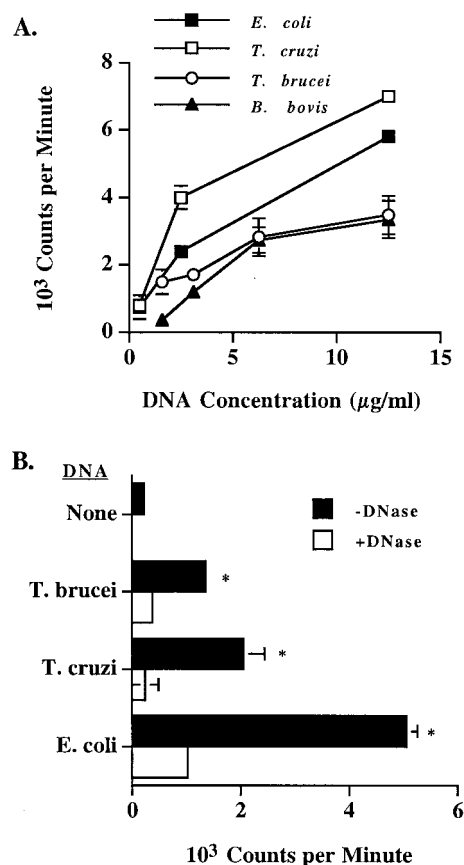 A.
E. coli
T. cruzi
T. brucei
B. bovis
10³ Counts per Minute
8
6
4
2
0
0 5 10 15
DNA Concentration (µg/ml)
B.
DNA
None
T. brucei
T. cruzi
E. coli
-DNase
+DNase
*
*
*
0 2 4 6
10³ Counts per Minute